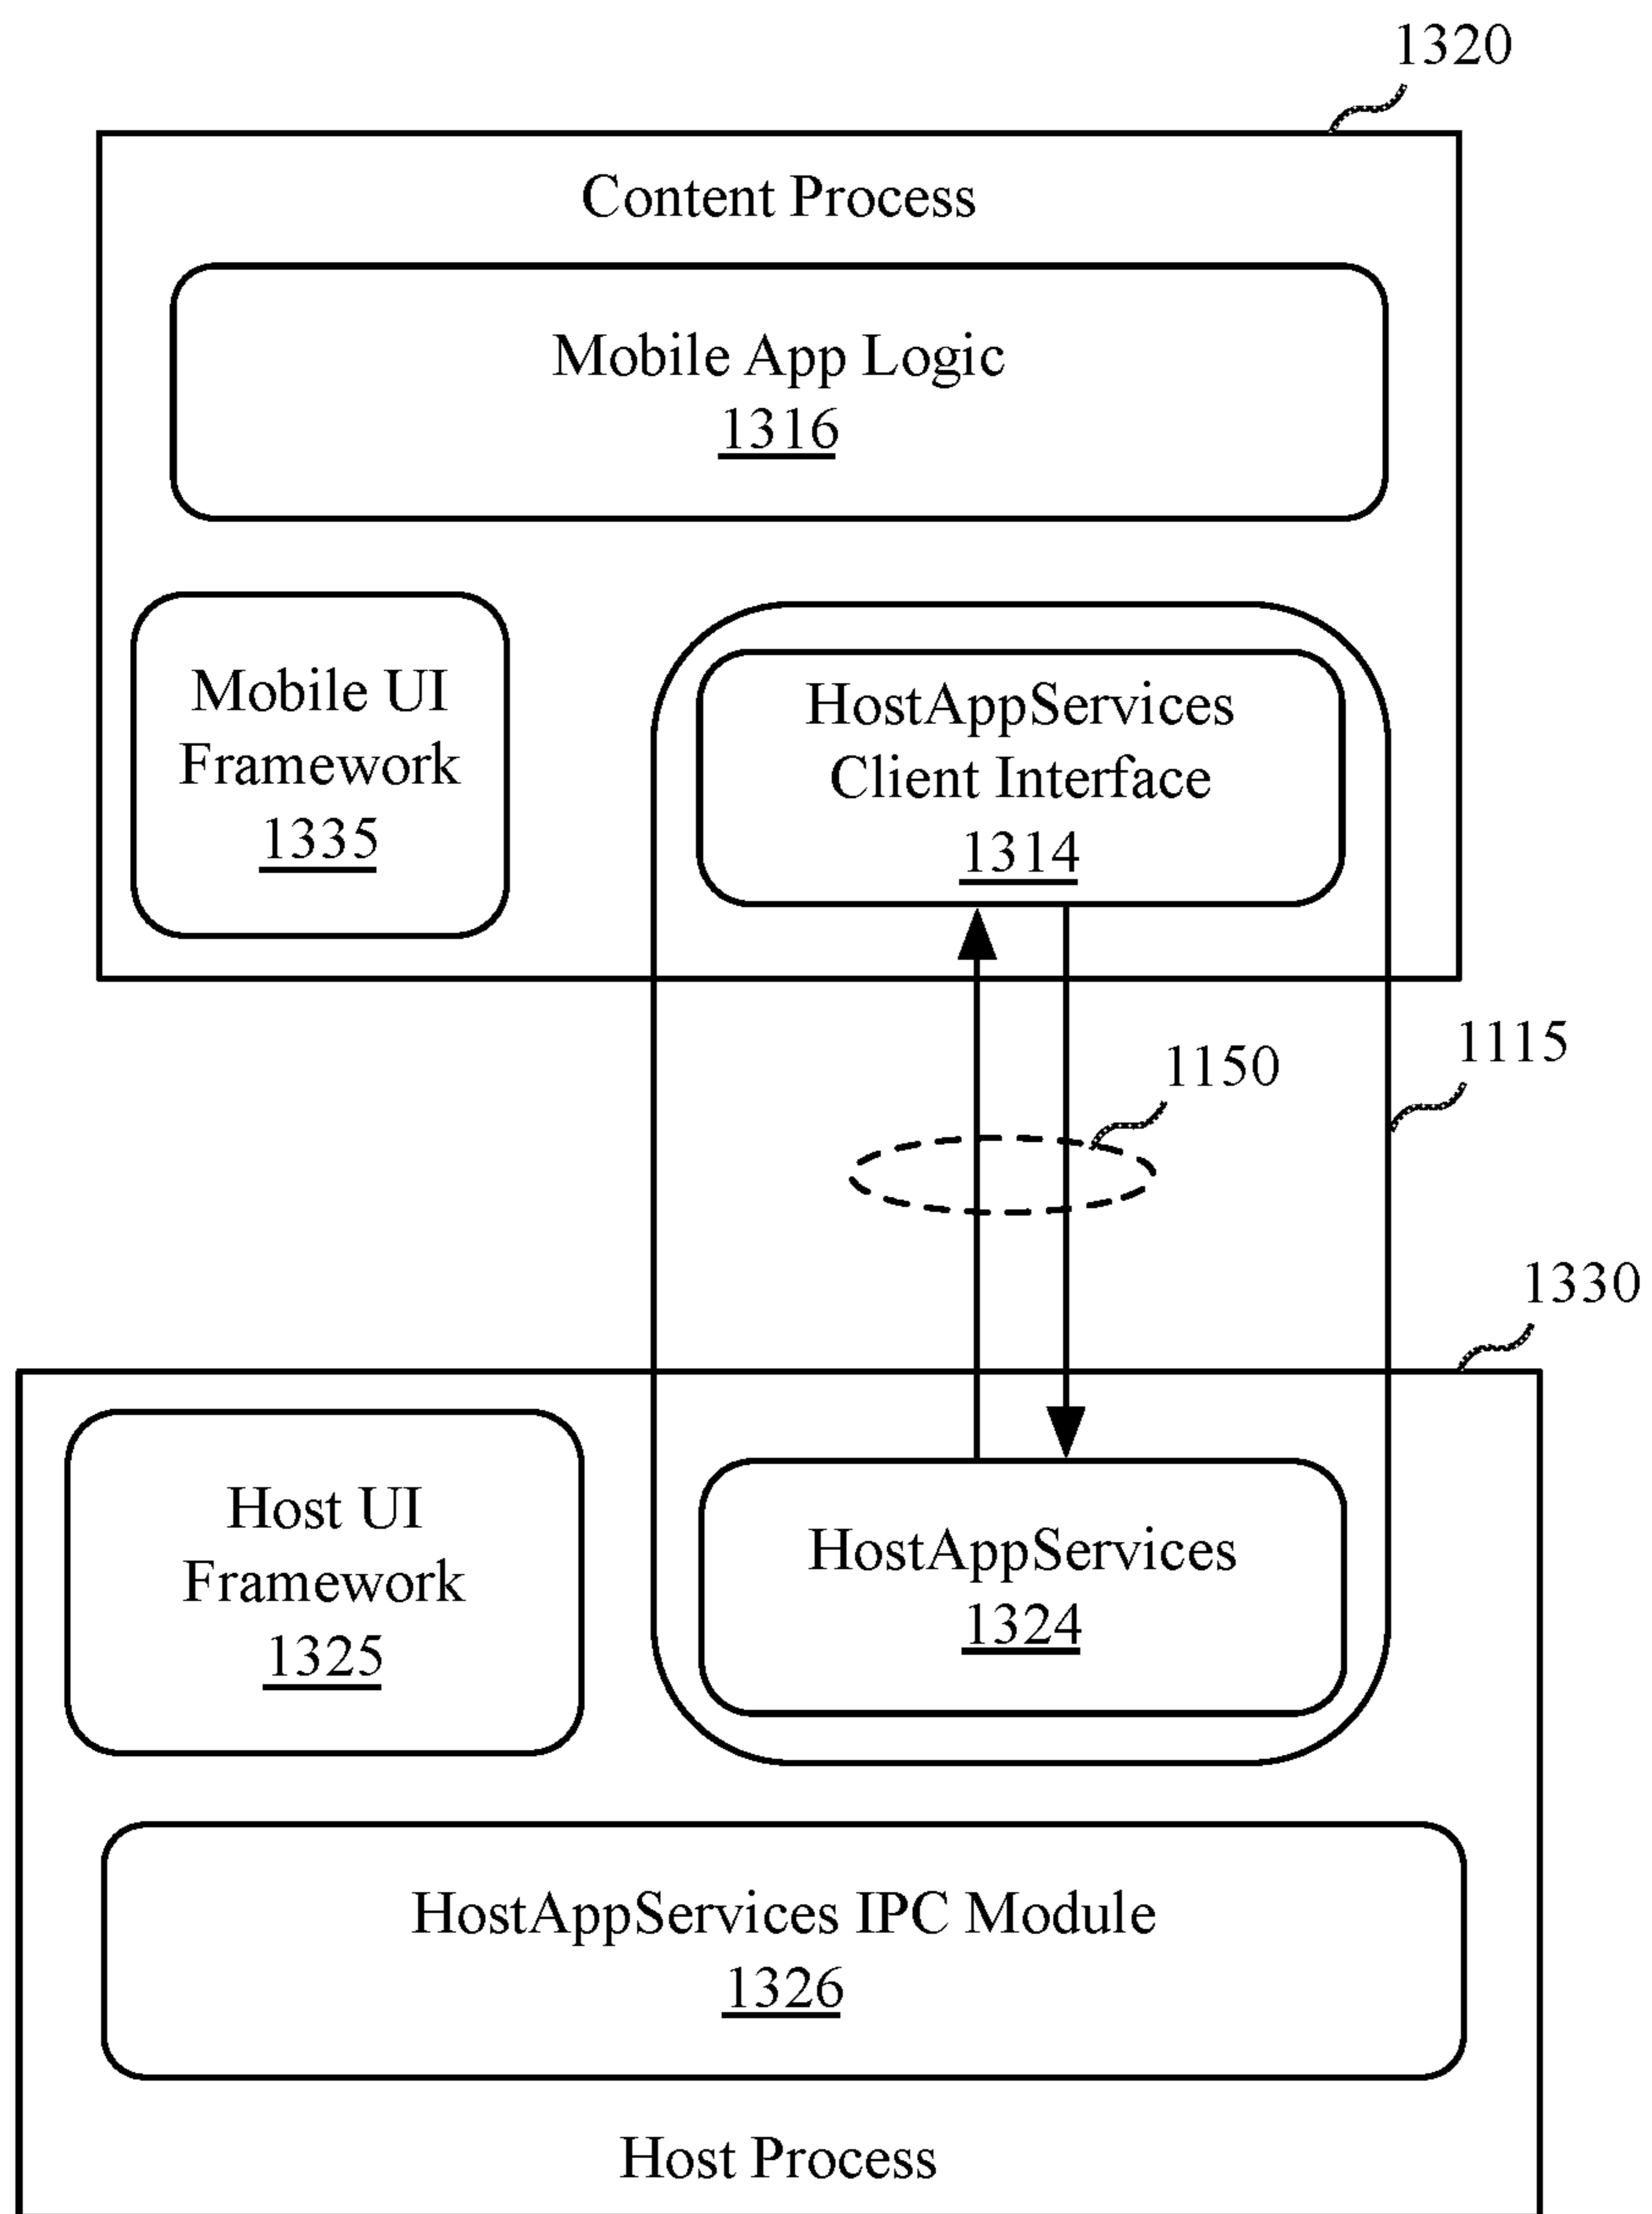 1320
Content Process
Mobile App Logic
1316
Mobile UI
Framework
1335
HostAppServices
Client Interface
1314
1150
1115
1330
Host UI
Framework
1325
HostAppServices
1324
HostAppServices IPC Module
1326
Host Process